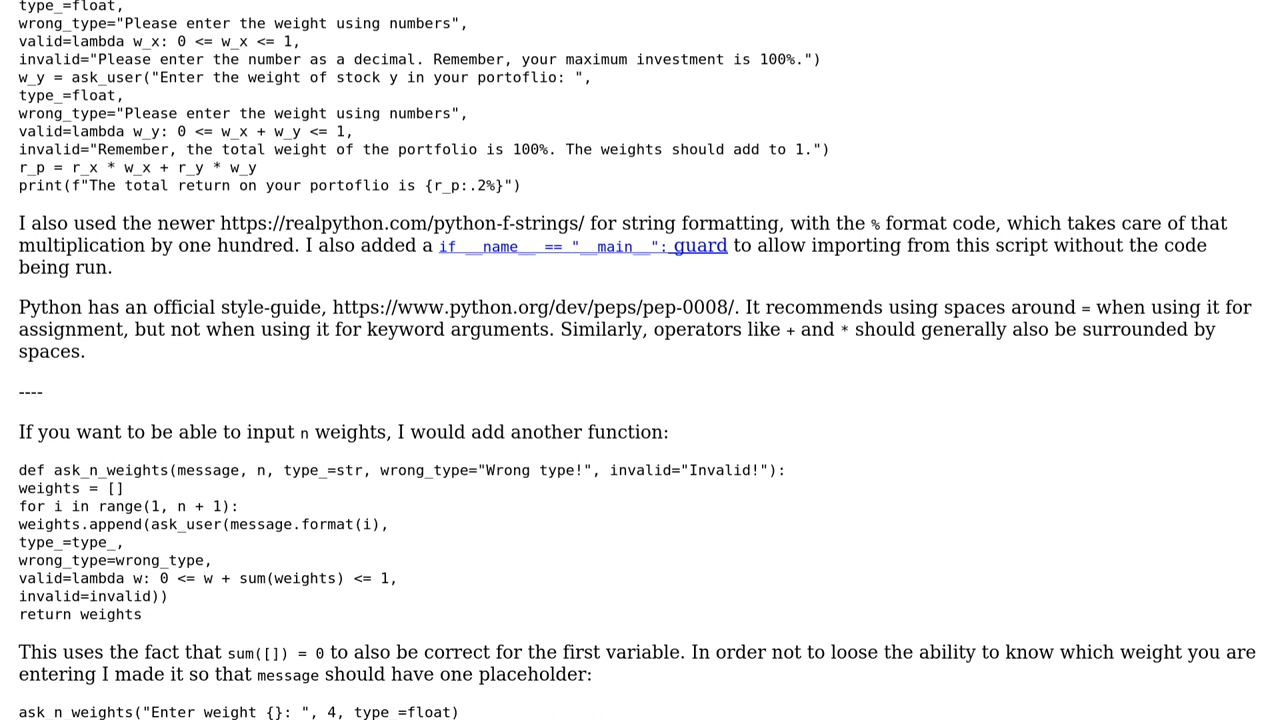 type_=float,
wrong_type="Please enter the weight using numbers",
valid=lambda w_x: 0 <= w_x <= 1,
invalid="Please enter the number as a decimal. Remember, your maximum investment is 100%.")
w_y = ask_user("Enter the weight of stock y in your portoflio: ",
type_=float,
wrong_type="Please enter the weight using numbers",
valid=lambda w_y: 0 <= w_x + w_y <= 1,
invalid="Remember, the total weight of the portfolio is 100%. The weights should add to 1.")
r_p = r_x * w_x + r_y * w_y
print(f"The total return on your portoflio is {r_p:.2%}")
I also used the newer https://realpython.com/python-f-strings/ for string formatting, with the % format code, which takes care of that
multiplication by one hundred. I also added a if __name__ == "__main__": guard to allow importing from this script without the code
being run.
Python has an official style-guide, https://www.python.org/dev/peps/pep-0008/. It recommends using spaces around = when using it for
assignment, but not when using it for keyword arguments. Similarly, operators like + and * should generally also be surrounded by
spaces.
----
If you want to be able to input n weights, I would add another function:
def ask_n_weights(message, n, type_=str, wrong_type="Wrong type!", invalid="Invalid!"):
weights = []
for i in range(1, n + 1):
weights.append(ask_user(message.format(i),
type_=type_,
wrong_type=wrong_type,
valid=lambda w: 0 <= w + sum(weights) <= 1,
invalid=invalid))
return weights
This uses the fact that sum([]) = 0 to also be correct for the first variable. In order not to loose the ability to know which weight you are
entering I made it so that message should have one placeholder:
ask_n_weights("Enter weight {}: ", 4, type_=float)